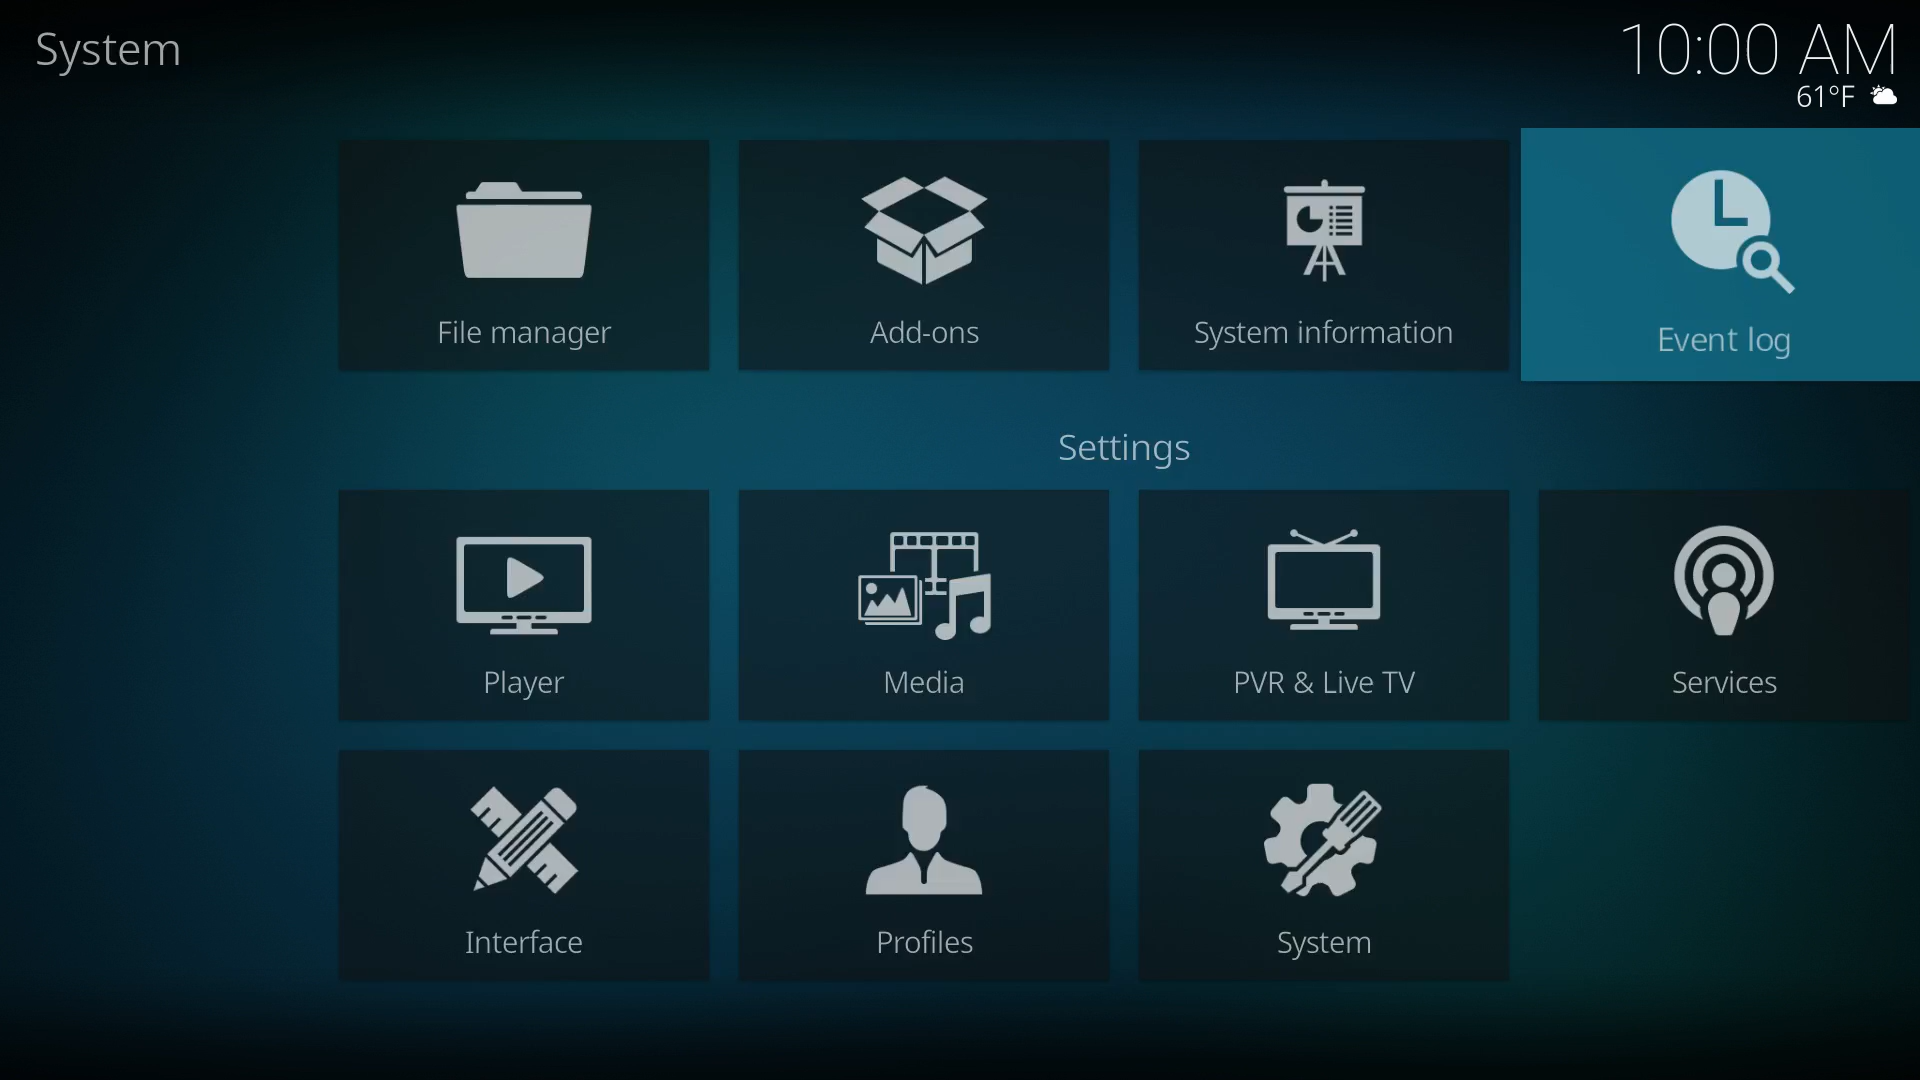 System
10:00 AM
61°F
File manager
Add-ons
System information
Event log
Settings
Player
Media
PVR & Live TV
Services
Interface
Profiles
System